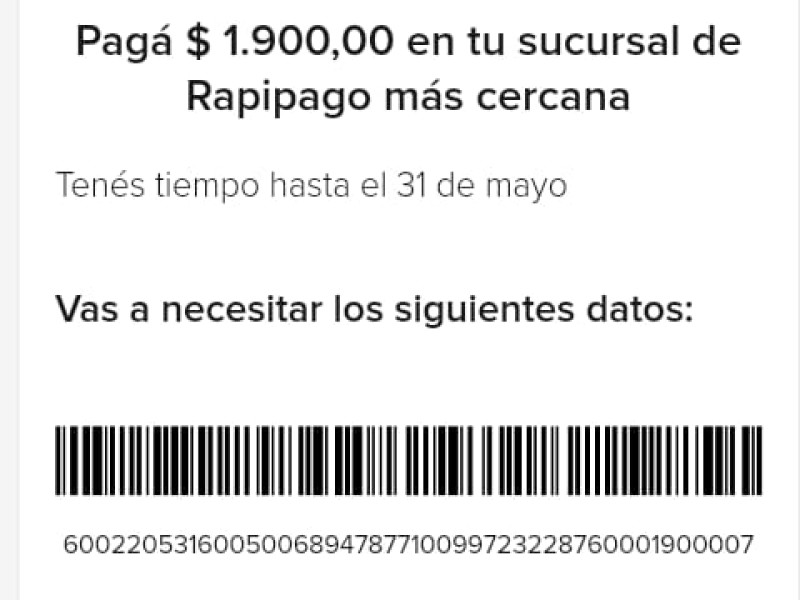 Pagá $ 1.900,00 en tu sucursal de
Rapipago más cercana
Tenés tiempo hasta el 31 de mayo
Vas a necesitar los siguientes datos:
6002205316005006894787710099723228760001900007